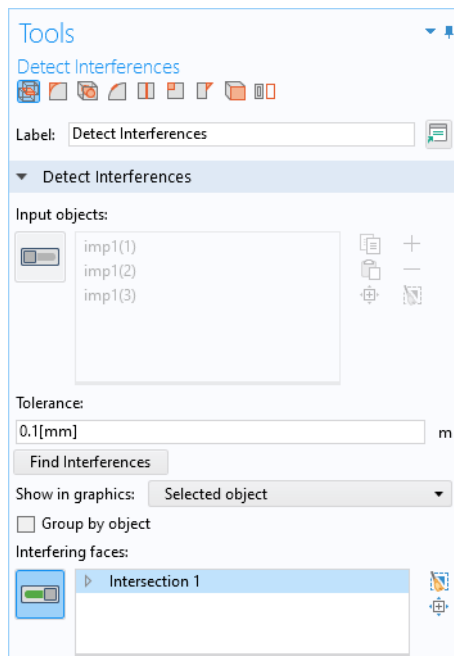 Tools
Detect Interferences
Label: Detect Interferences
Detect Interferences
Input objects:
imp1(1)
imp1(2)
imp1(3)
Tolerance:
0.1[mm] m
Find Interferences
Show in graphics: Selected object
Group by object
Interfering faces:
Intersection 1